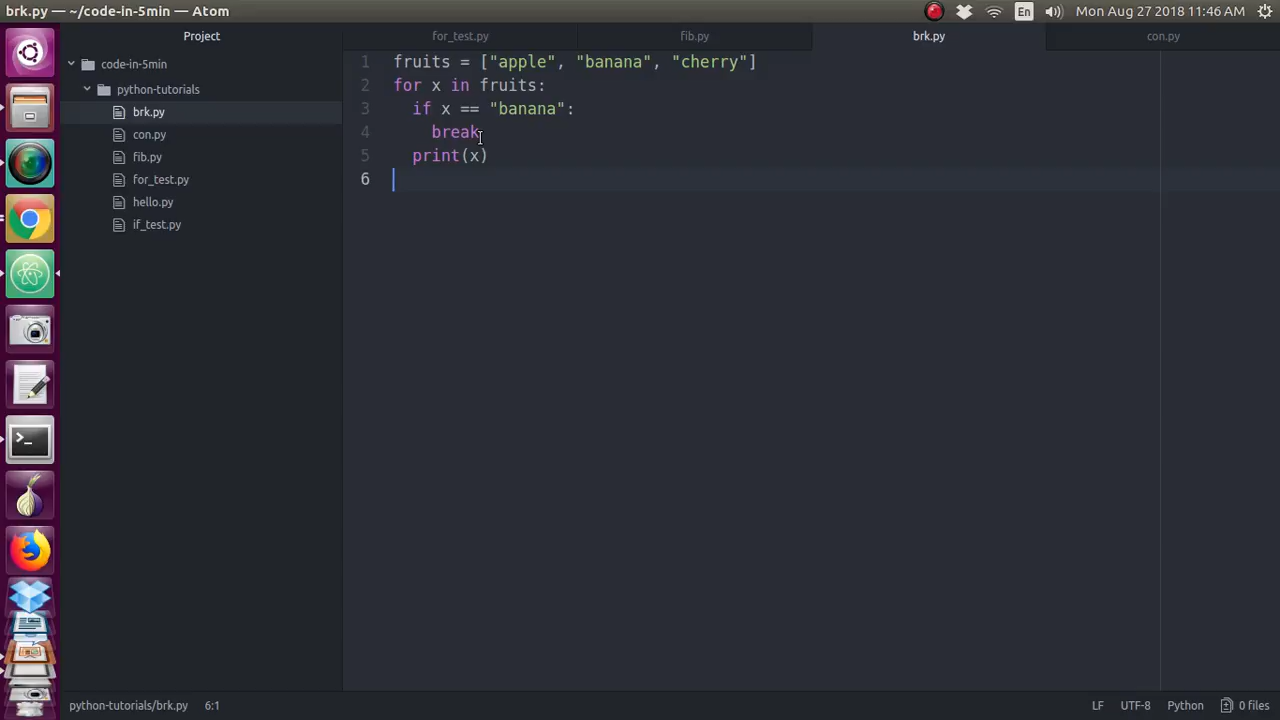 brk.py — ~/code-in-5min — Atom
En
Mon Aug 27 2018 11:46 AM
Project
for_test.py
fib.py
brk.py
con.py
code-in-5min
python-tutorials
brk.py
con.py
fib.py
for_test.py
hello.py
if_test.py
1 fruits = ["apple", "banana", "cherry"]
2 for x in fruits:
3   if x == "banana":
4     break
5   print(x)
6
python-tutorials/brk.py 6:1
LF UTF-8 Python 0 files